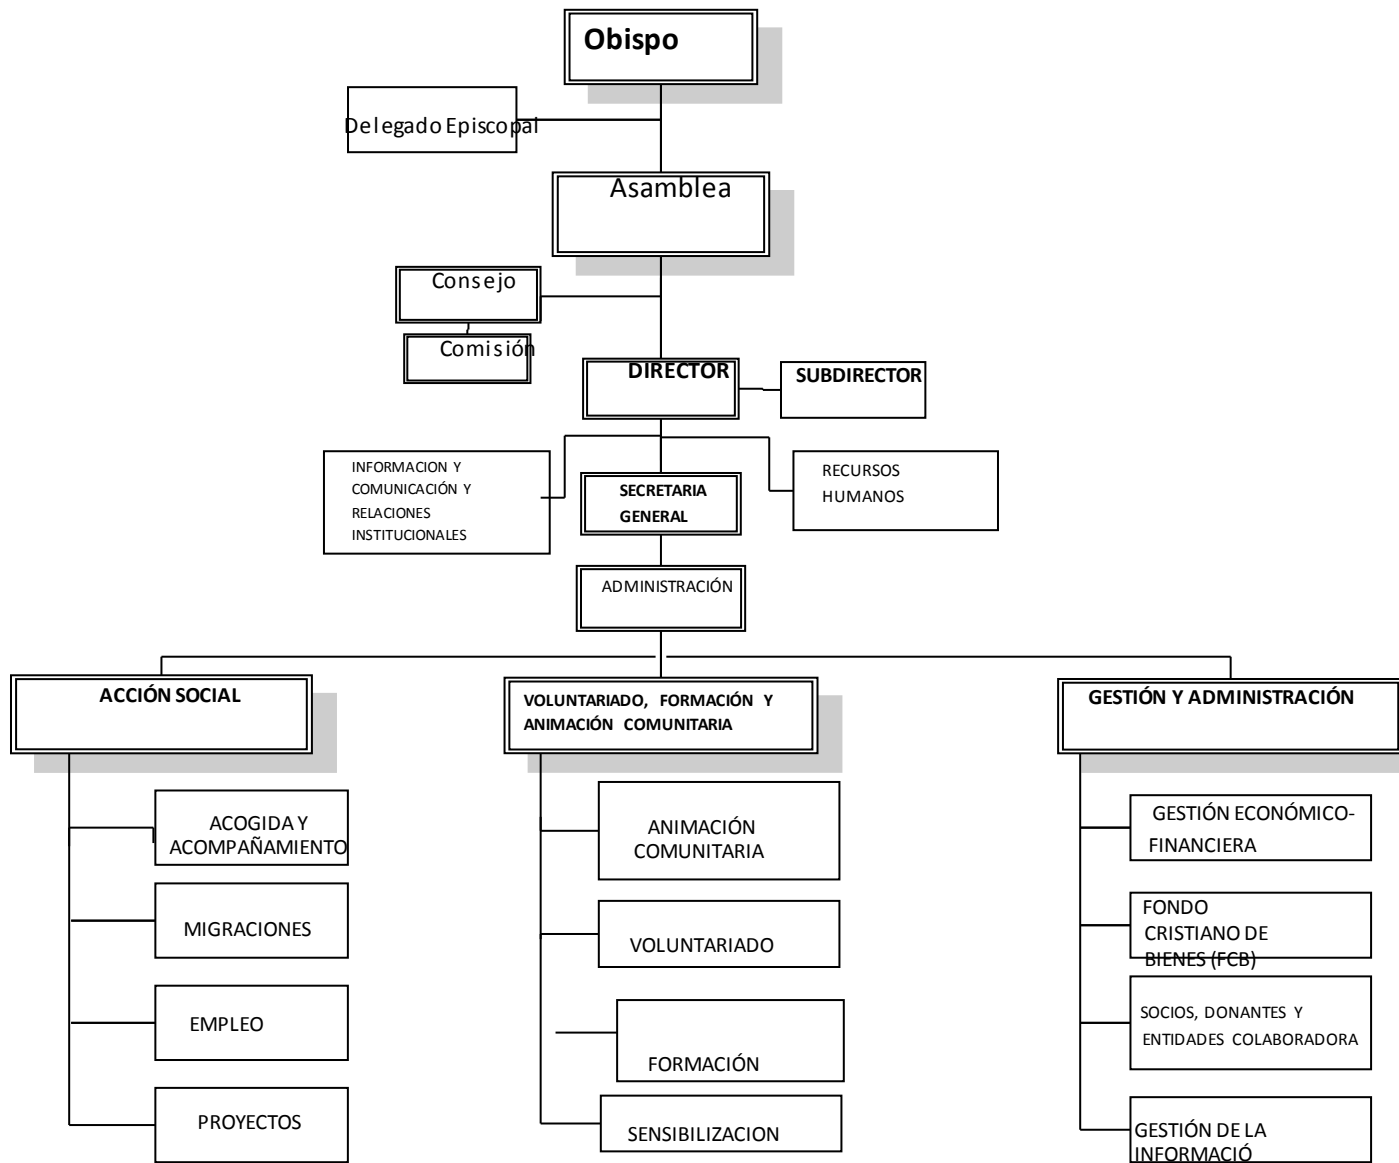 Obispo
Delegado Episcopal
Asamblea
Consejo
Comisión
DIRECTOR
SUBDIRECTOR
INFORMACION Y
COMUNICACIÓN Y
RELACIONES
INSTITUCIONALES
SECRETARIA
GENERAL
RECURSOS
HUMANOS
ADMINISTRACIÓN
ACCIÓN SOCIAL
ACOGIDA Y
ACOMPAÑAMIENTO
MIGRACIONES
EMPLEO
PROYECTOS
VOLUNTARIADO, FORMACIÓN Y
ANIMACIÓN COMUNITARIA
ANIMACIÓN
COMUNITARIA
VOLUNTARIADO
FORMACIÓN
SENSIBILIZACION
GESTIÓN Y ADMINISTRACIÓN
GESTIÓN ECONÓMICO-
FINANCIERA
FONDO
CRISTIANO DE
BIENES (FCB)
SOCIOS, DONANTES Y
ENTIDADES COLABORADORA
GESTIÓN DE LA
INFORMACIÓ